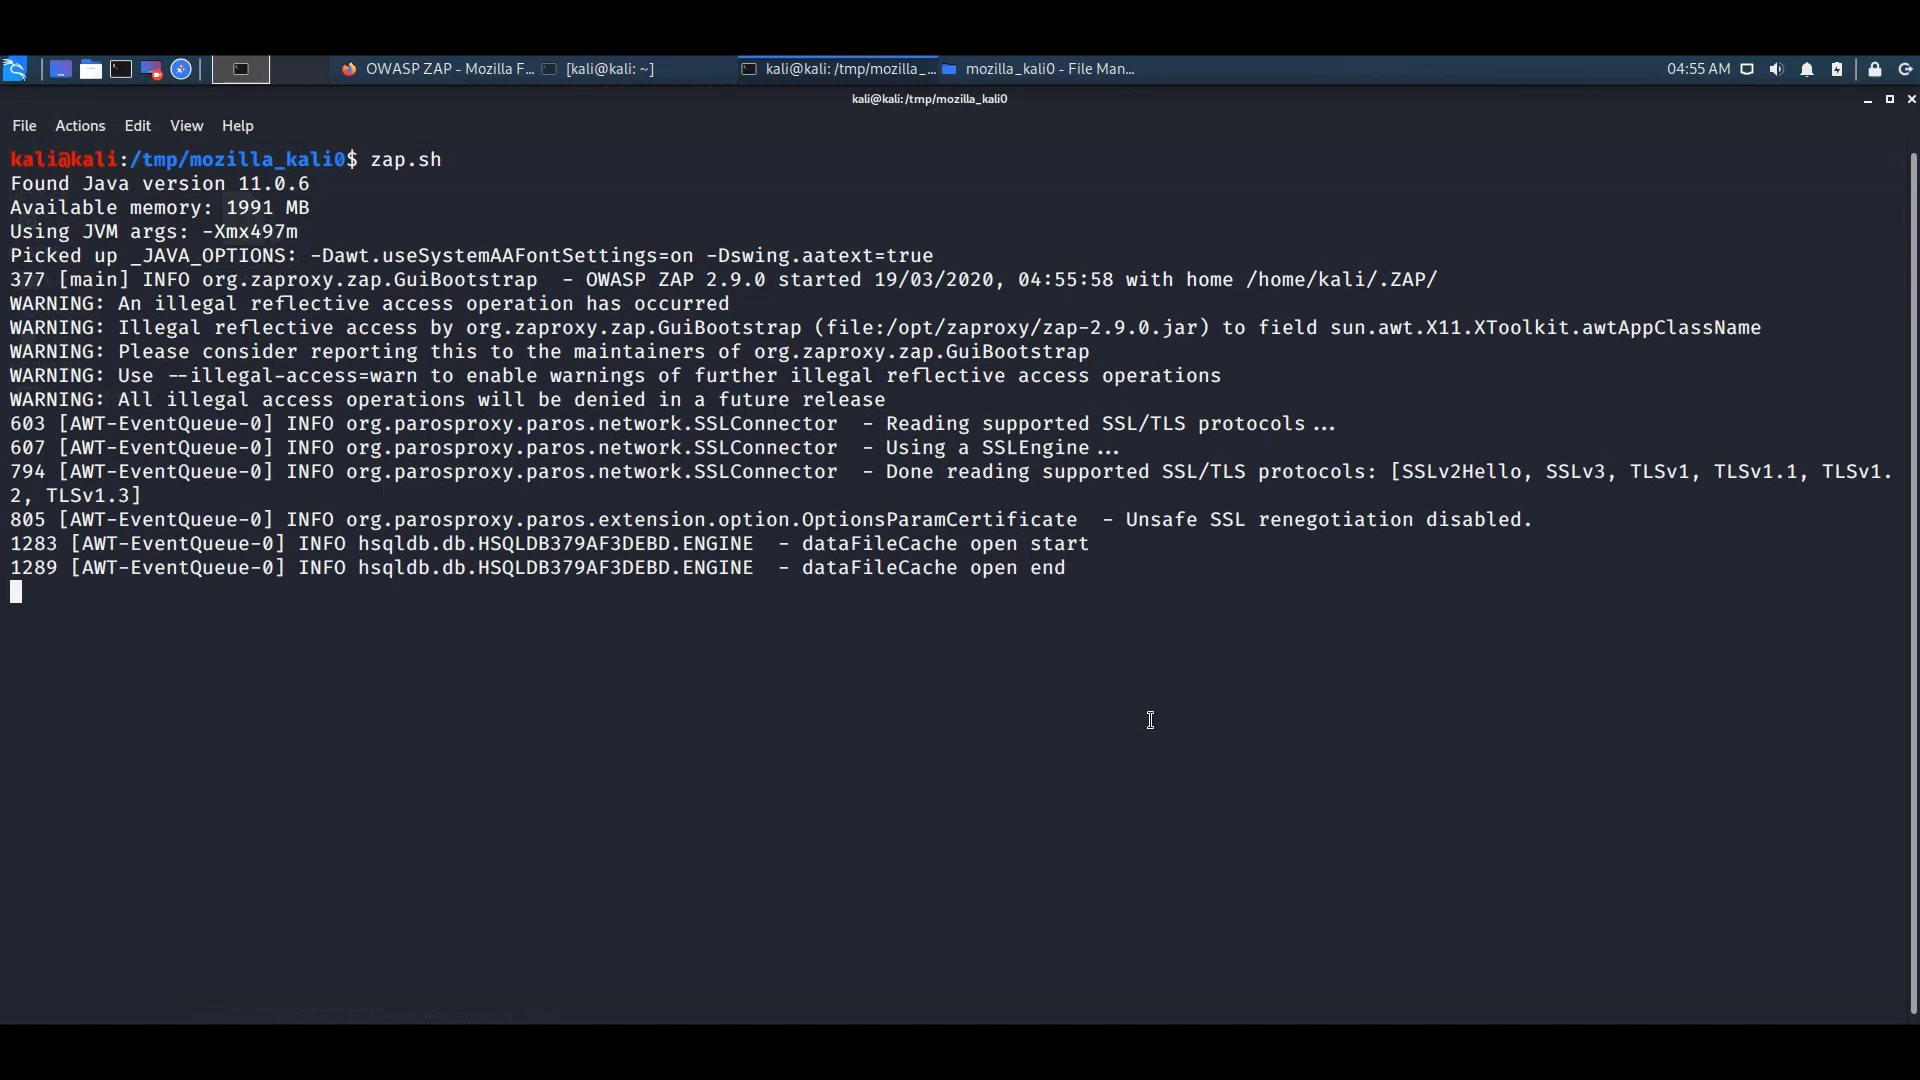 OWASP ZAP - Mozilla F... [kali@kali: ~] kali@kali: /tmp/mozilla_... mozilla_kali0 - File Man... 04:55 AM
kali@kali:/tmp/mozilla_kali0
File Actions Edit View Help
kali@kali:/tmp/mozilla_kali0$ zap.sh
Found Java version 11.0.6
Available memory: 1991 MB
Using JVM args: -Xmx497m
Picked up _JAVA_OPTIONS: -Dawt.useSystemAAFontSettings=on -Dswing.aatext=true
377 [main] INFO org.zaproxy.zap.GuiBootstrap  - OWASP ZAP 2.9.0 started 19/03/2020, 04:55:58 with home /home/kali/.ZAP/
WARNING: An illegal reflective access operation has occurred
WARNING: Illegal reflective access by org.zaproxy.zap.GuiBootstrap (file:/opt/zaproxy/zap-2.9.0.jar) to field sun.awt.X11.XToolkit.awtAppClassName
WARNING: Please consider reporting this to the maintainers of org.zaproxy.zap.GuiBootstrap
WARNING: Use --illegal-access=warn to enable warnings of further illegal reflective access operations
WARNING: All illegal access operations will be denied in a future release
603 [AWT-EventQueue-0] INFO org.parosproxy.paros.network.SSLConnector  - Reading supported SSL/TLS protocols...
607 [AWT-EventQueue-0] INFO org.parosproxy.paros.network.SSLConnector  - Using a SSLEngine...
794 [AWT-EventQueue-0] INFO org.parosproxy.paros.network.SSLConnector  - Done reading supported SSL/TLS protocols: [SSLv2Hello, SSLv3, TLSv1, TLSv1.1, TLSv1.
2, TLSv1.3]
805 [AWT-EventQueue-0] INFO org.parosproxy.paros.extension.option.OptionsParamCertificate  - Unsafe SSL renegotiation disabled.
1283 [AWT-EventQueue-0] INFO hsqldb.db.HSQLDB379AF3DEBD.ENGINE  - dataFileCache open start
1289 [AWT-EventQueue-0] INFO hsqldb.db.HSQLDB379AF3DEBD.ENGINE  - dataFileCache open end